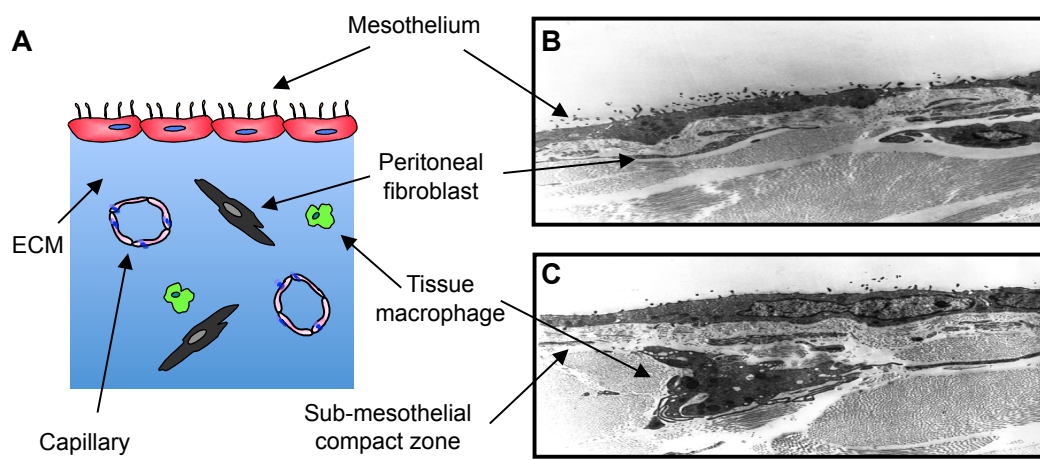 A
Mesothelium
B
Peritoneal
fibroblast
ECM
C
Tissue
macrophage
Sub-mesothelial
compact zone
Capillary